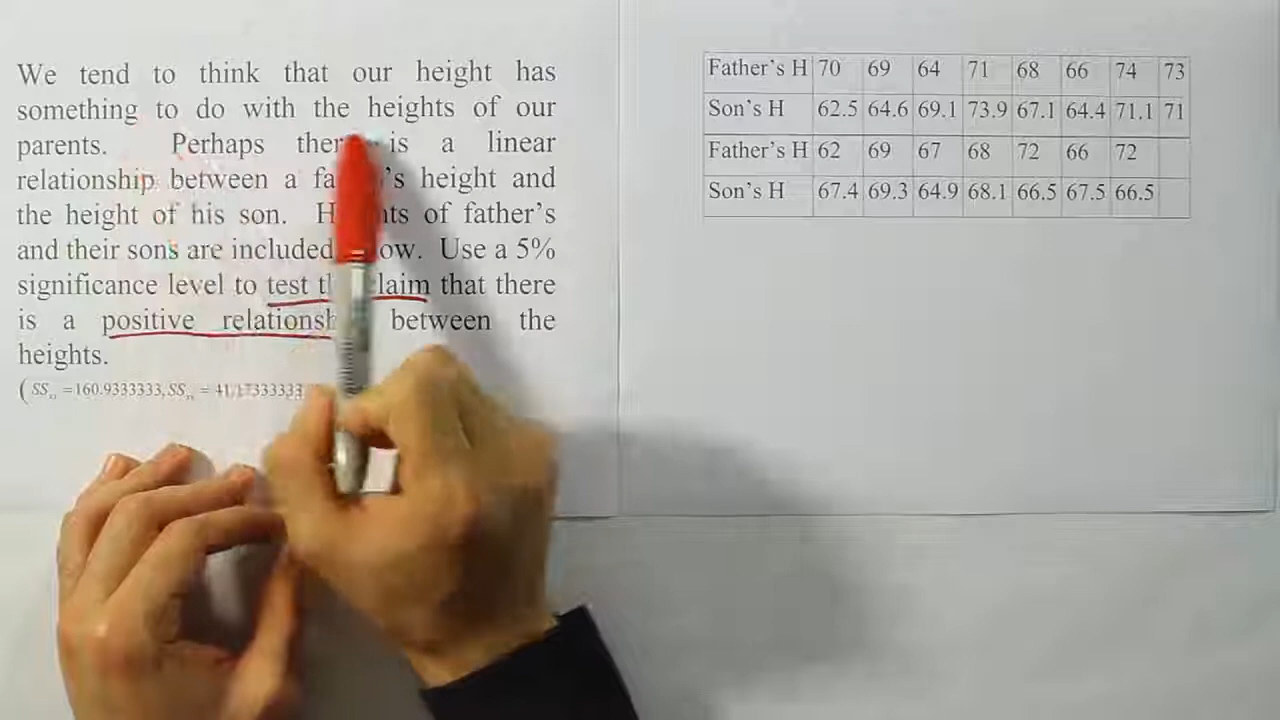 We tend to think that our height has
something to do with the heights of our
parents. Perhaps is a linear
relationship between a height and
the height of his son. of father's
and their sons are included Use a 5%
significance level to test that there
is a positive between the
heights.
Father's H 70 69 64 71 68 66 74 73
Son's H 62.5 64.6 69.1 73.9 67.1 64.4 71.1 71
Father's H 62 69 67 68 72 66 72
Son's H 67.4 69.3 64.9 68.1 66.5 67.5 66.5